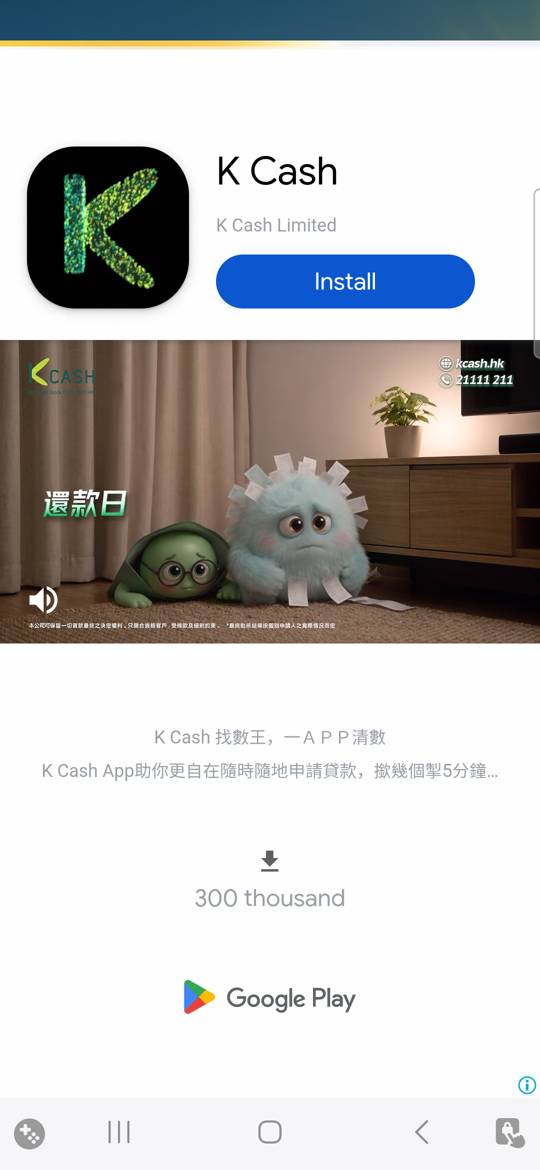 K Cash
K Cash Limited
Install
KCASH
kcash.hk
21111 211
還款日
K Cash 找數王，一ＡＰＰ清數
K Cash App助你更自在隨時隨地申請貸款，撳幾個掣5分鐘...
300 thousand
Google Play